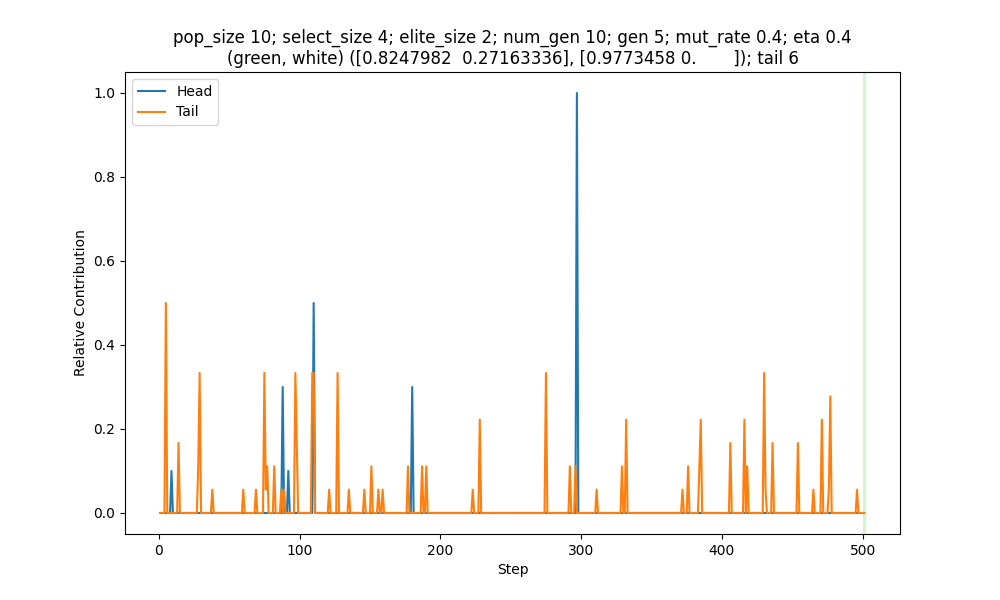 pop_size 10; select_size 4; elite_size 2; num_gen 10; gen 5; mut_rate 0.4; eta 0.4
(green, white) ([0.8247982  0.27163336], [0.9773458 0.       ]); tail 6
Head
Tail
1.0
0.8
0.6
0.4
0.2
0.0
Relative Contribution
0 100 200 300 400 500
Step